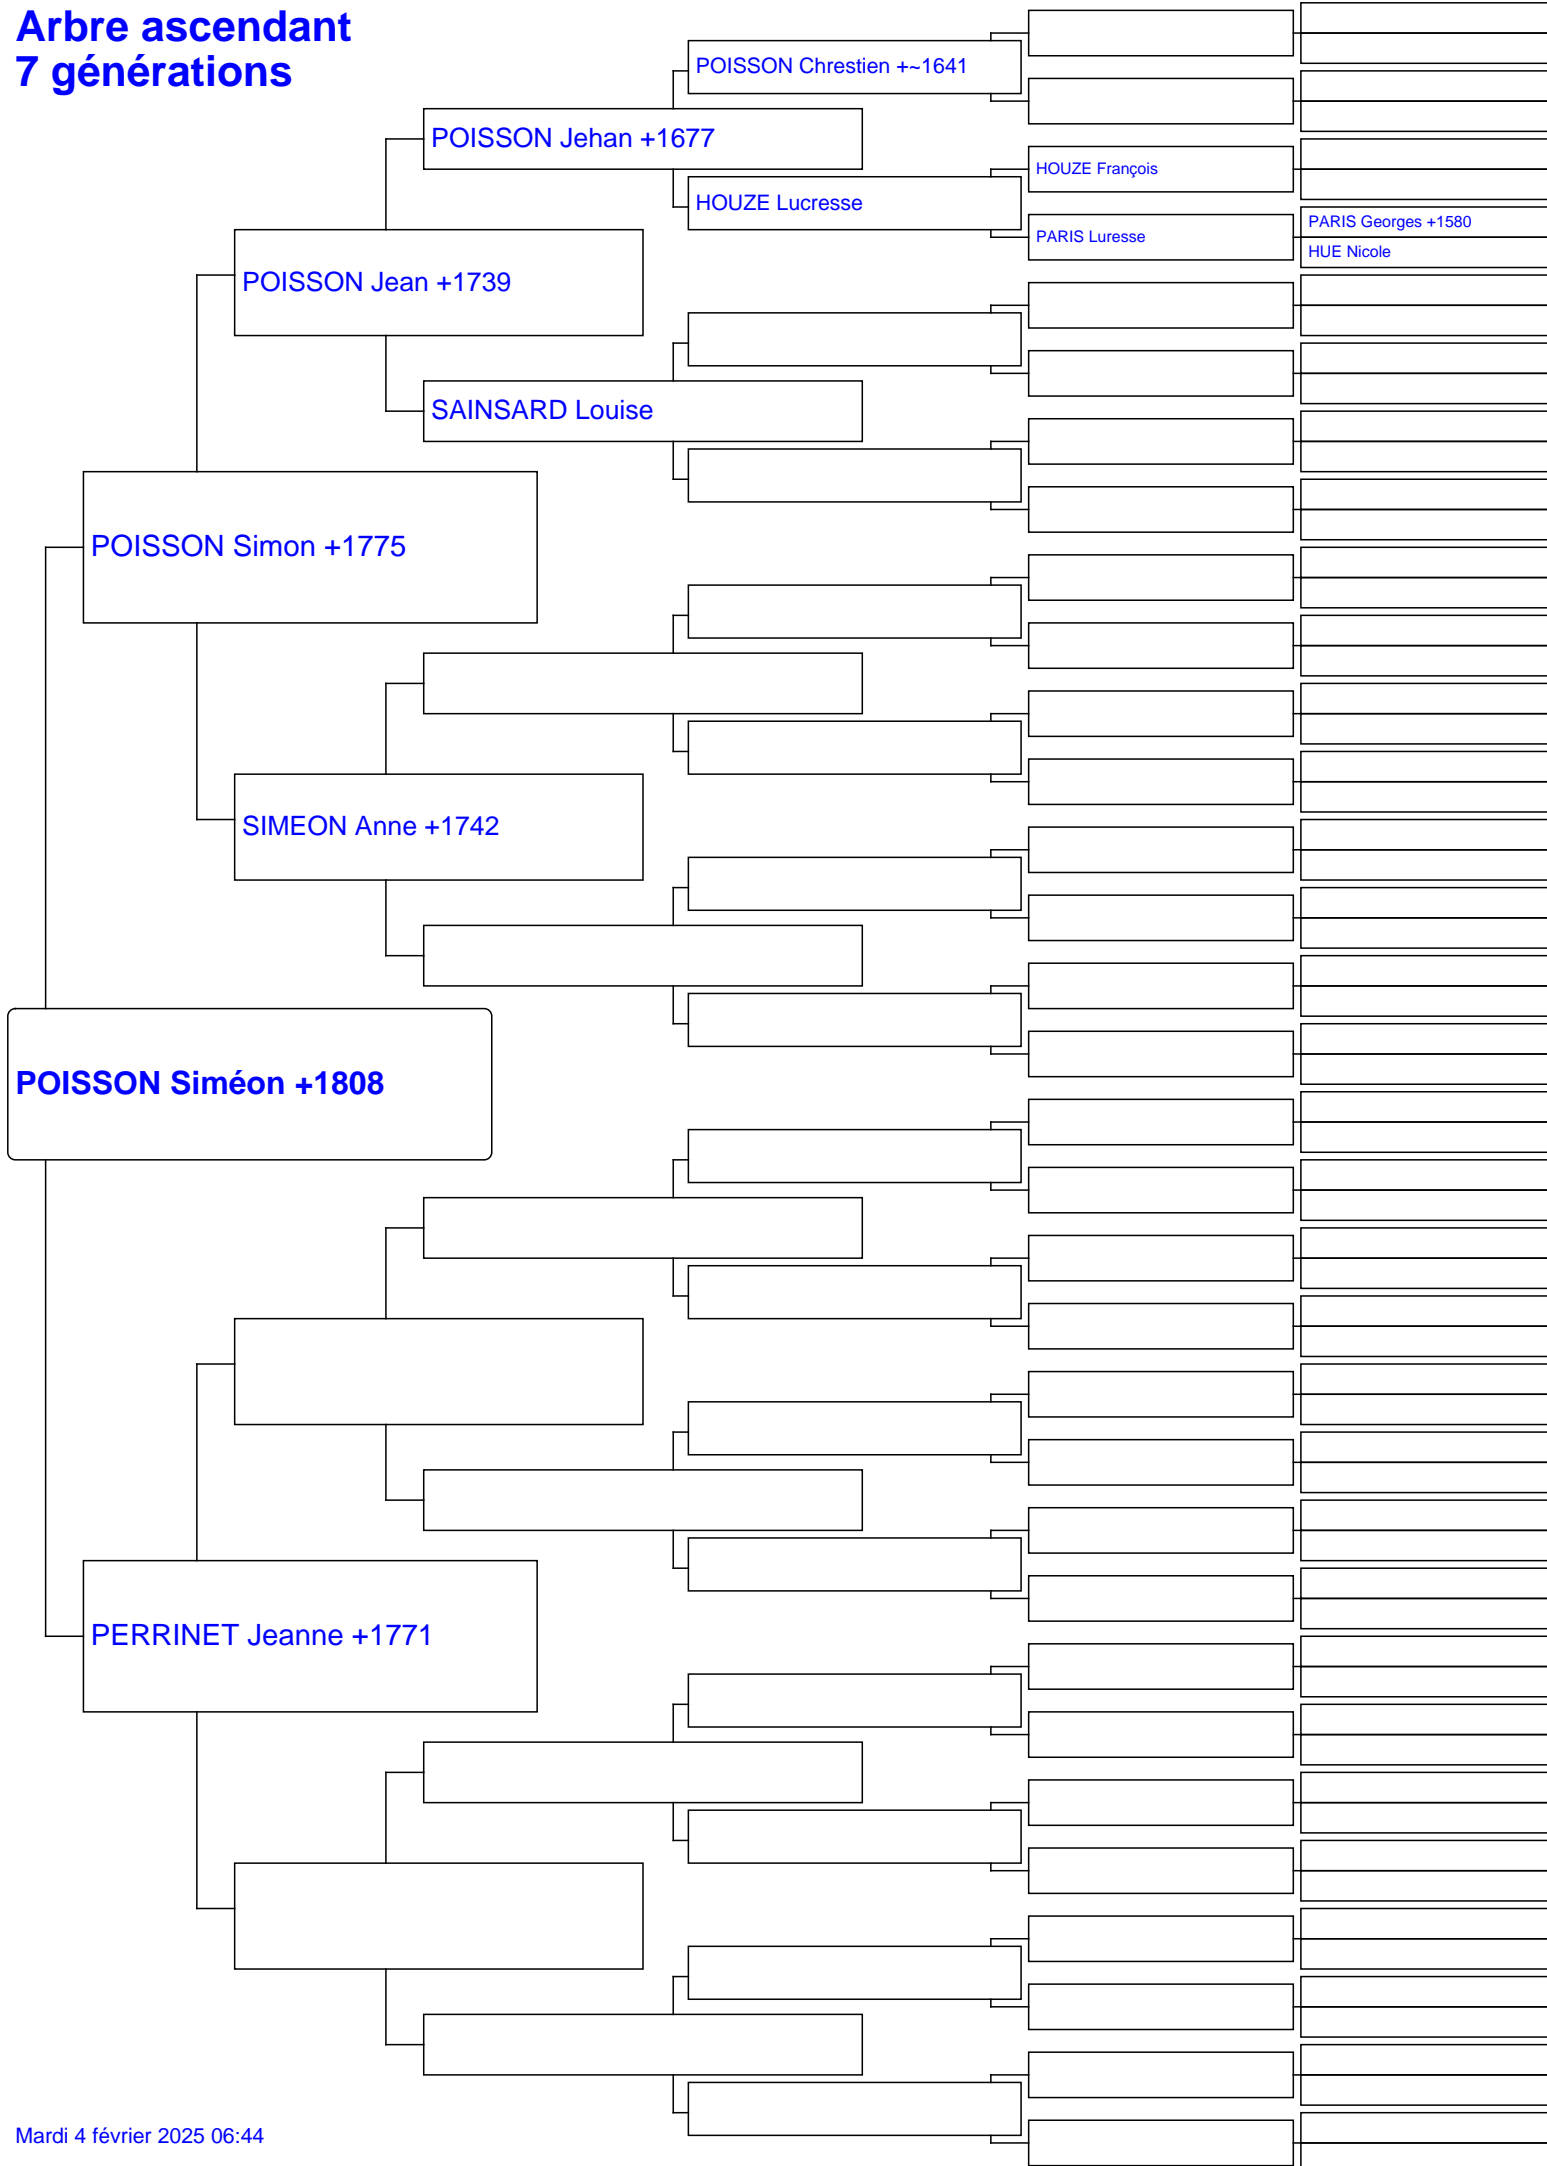 Arbre ascendant
7 générations
POISSON Chrestien +~1641
POISSON Jehan +1677
HOUZE François
HOUZE Lucresse
PARIS Georges +1580
PARIS Luresse
HUE Nicole
POISSON Jean +1739
SAINSARD Louise
POISSON Simon +1775
SIMEON Anne +1742
POISSON Siméon +1808
PERRINET Jeanne +1771
Mardi 4 février 2025 06:44